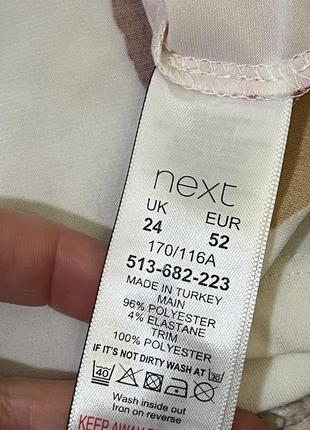 next
UK EUR
24 52
170/116A
513-682-223
MADE IN TURKEY
MAIN
96% POLYESTER
4% ELASTANE
TRIM
100% POLYESTER
IF IT'S NOT DIRTY WASH AT 30
40
Wash inside out
Iron on reverse
KEEP AWAY